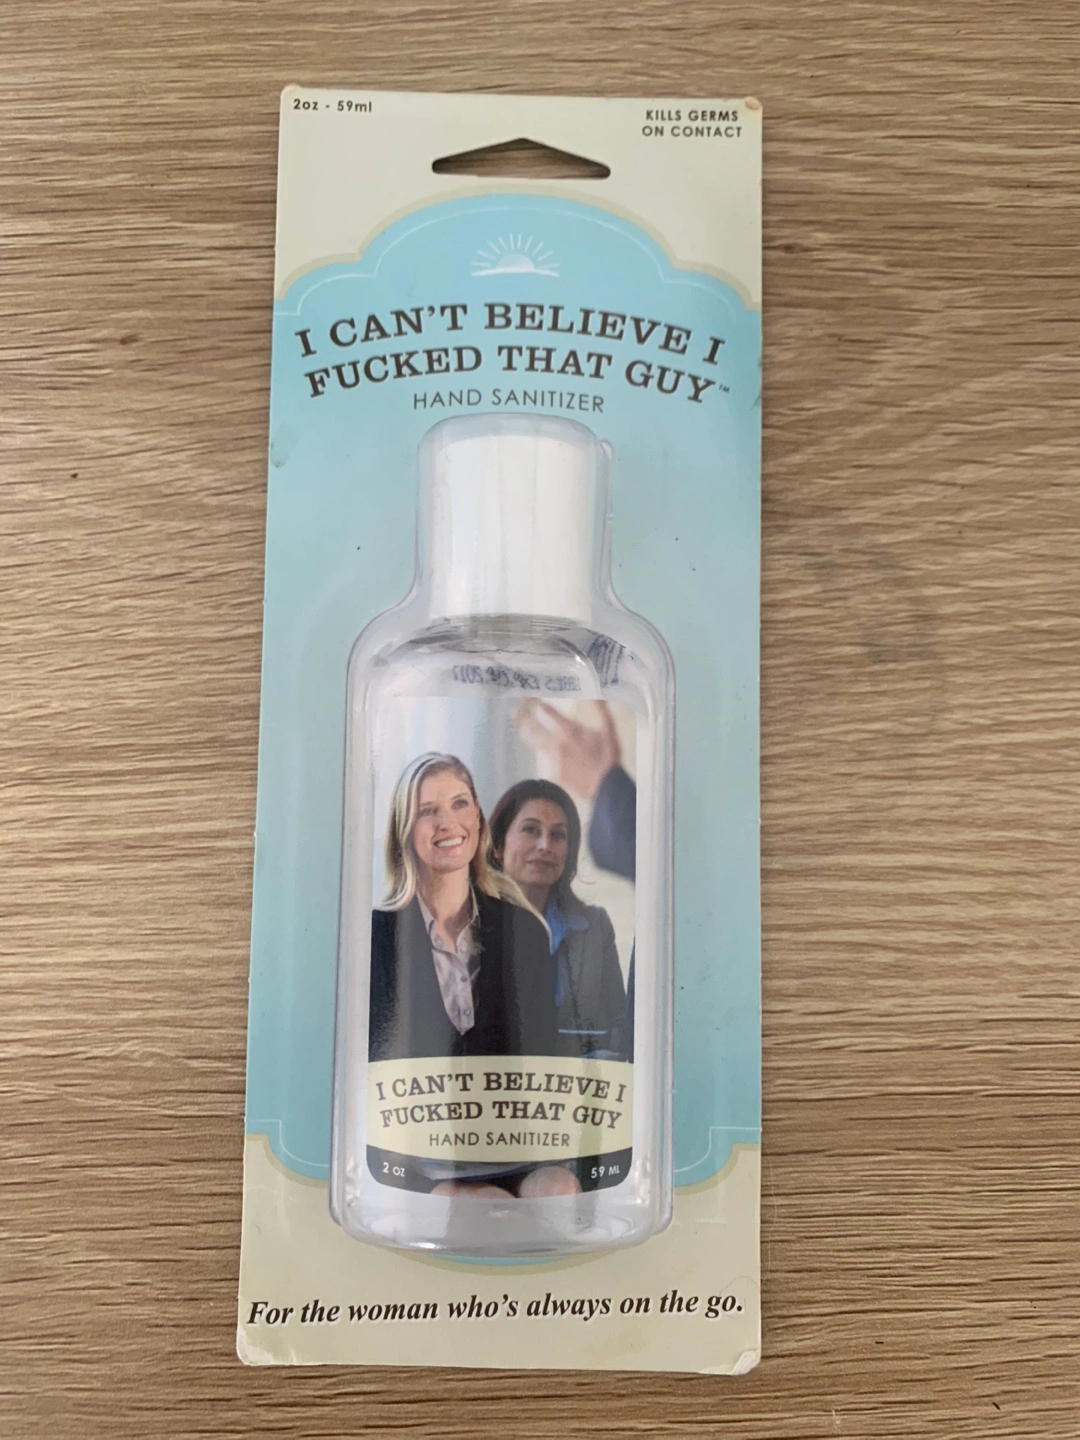 2oz - 59ml
KILLS GERMS
ON CONTACT
I CAN'T BELIEVE I
FUCKED THAT GUY™
HAND SANITIZER
I CAN'T BELIEVE I
FUCKED THAT GUY
HAND SANITIZER
2 OZ
59 ML
For the woman who's always on the go.